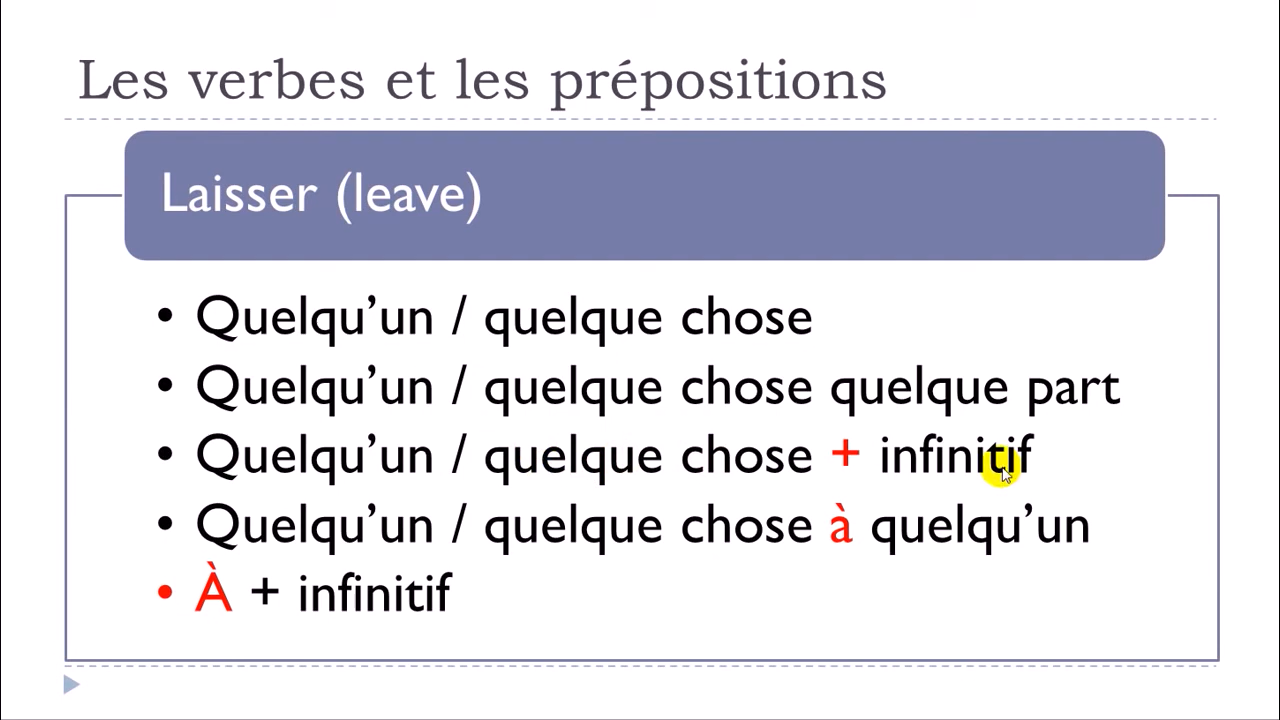 Les verbes et les prépositions
Laisser (leave)
• Quelqu’un / quelque chose
• Quelqu’un / quelque chose quelque part
• Quelqu’un / quelque chose + infinitif
• Quelqu’un / quelque chose à quelqu’un
• À + infinitif